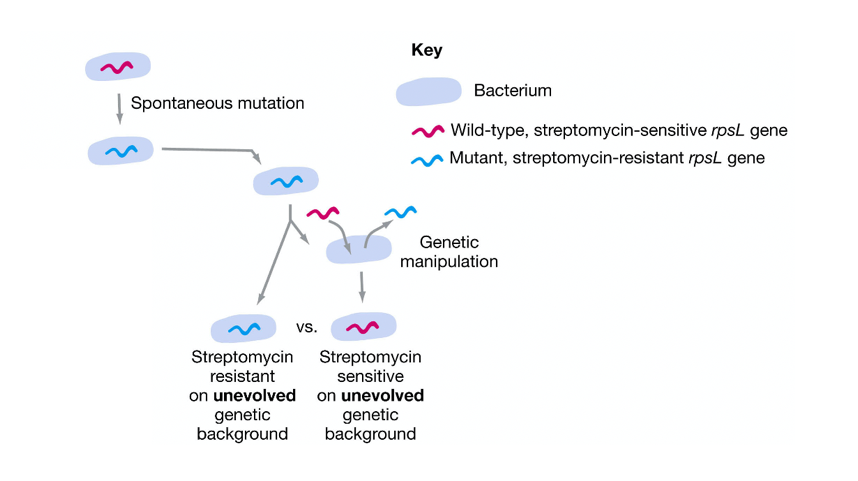 Key
Bacterium
Spontaneous mutation
Wild-type, streptomycin-sensitive rpsL gene
Mutant, streptomycin-resistant rpsL gene
Genetic
manipulation
vs.
Streptomycin
resistant
on unevolved
genetic
background
Streptomycin
sensitive
on unevolved
genetic
background